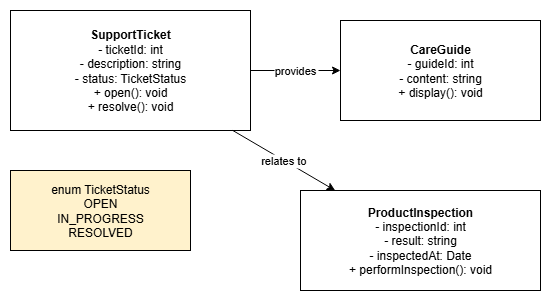 SupportTicket
- ticketId: int
- description: string
- status: TicketStatus
+ open(): void
+ resolve(): void
provides
CareGuide
- guideId: int
- content: string
+ display(): void
relates to
enum TicketStatus
OPEN
IN_PROGRESS
RESOLVED
ProductInspection
- inspectionId: int
- result: string
- inspectedAt: Date
+ performInspection(): void